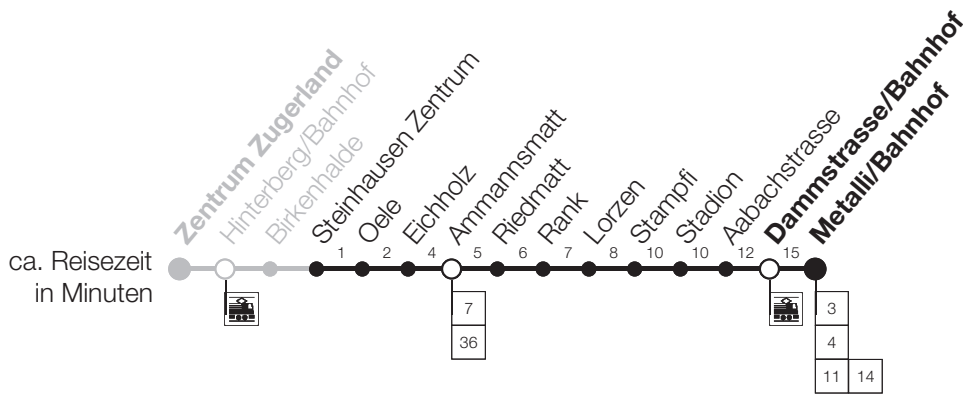 Zentrum Zugerland
Hinterberg/Bahnhof
Birkenhalde
Steinhausen Zentrum
Oele
Eichholz
Ammannsmatt
Riedmatt
Rank
Lorzen
Stampfi
Stadion
Aabachstrasse
Dammstrasse/Bahnhof
Metalli/Bahnhof
ca. Reisezeit
in Minuten
1 2 4 5 6 7 8 10 10 12 15
7
36
3
4
11 14